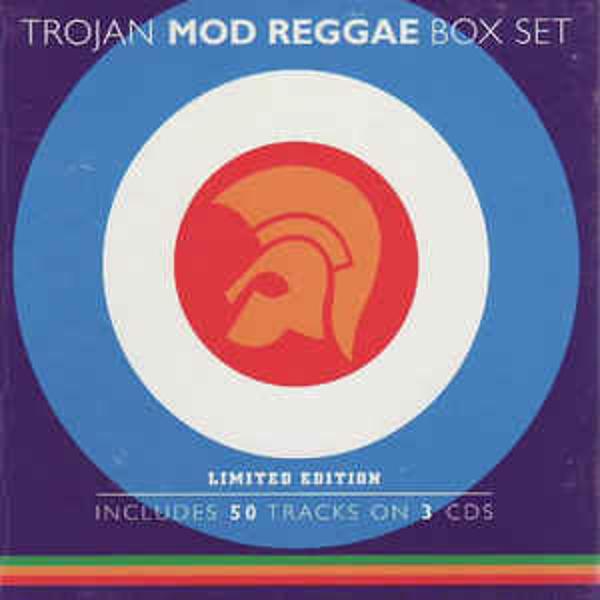 TROJAN MOD REGGAE BOX SET
LIMITED EDITION
INCLUDES 50 TRACKS ON 3 CDS